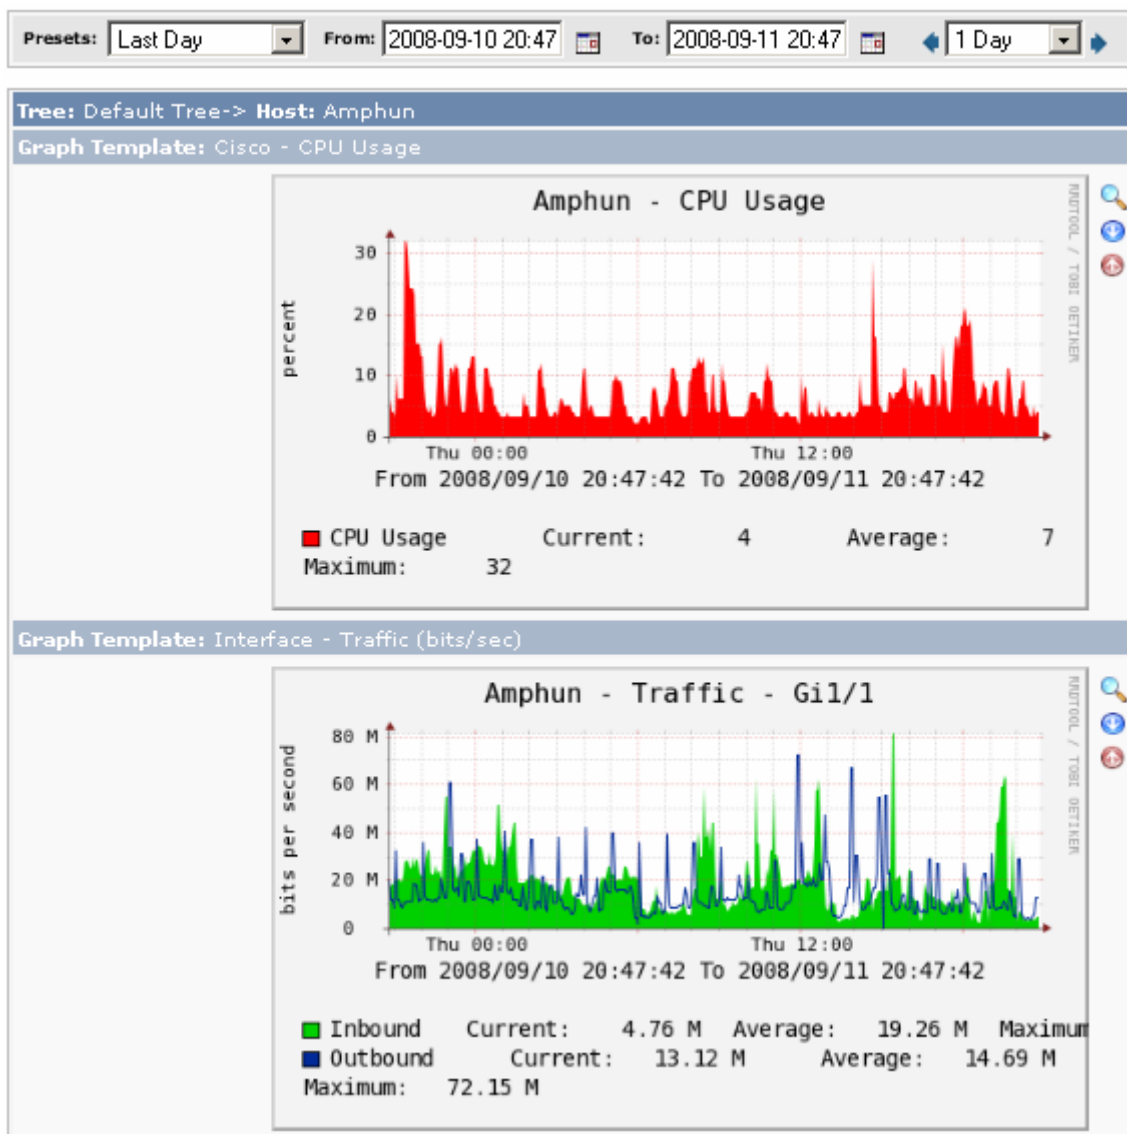 Presets: Last Day From: 2008-09-10 20:47 To: 2008-09-11 20:47 1 Day
Tree: Default Tree-> Host: Amphun
Graph Template: Cisco - CPU Usage
Amphun - CPU Usage
RRDTOOL / TOBI OETIKER
percent
30
20
10
0
Thu 00:00 Thu 12:00
From 2008/09/10 20:47:42 To 2008/09/11 20:47:42
CPU Usage Current: 4 Average: 7
Maximum: 32
Graph Template: Interface - Traffic (bits/sec)
Amphun - Traffic - Gi1/1
RRDTOOL / TOBI OETIKER
bits per second
80 M
60 M
40 M
20 M
0
Thu 00:00 Thu 12:00
From 2008/09/10 20:47:42 To 2008/09/11 20:47:42
Inbound Current: 4.76 M Average: 19.26 M Maximum
Outbound Current: 13.12 M Average: 14.69 M
Maximum: 72.15 M